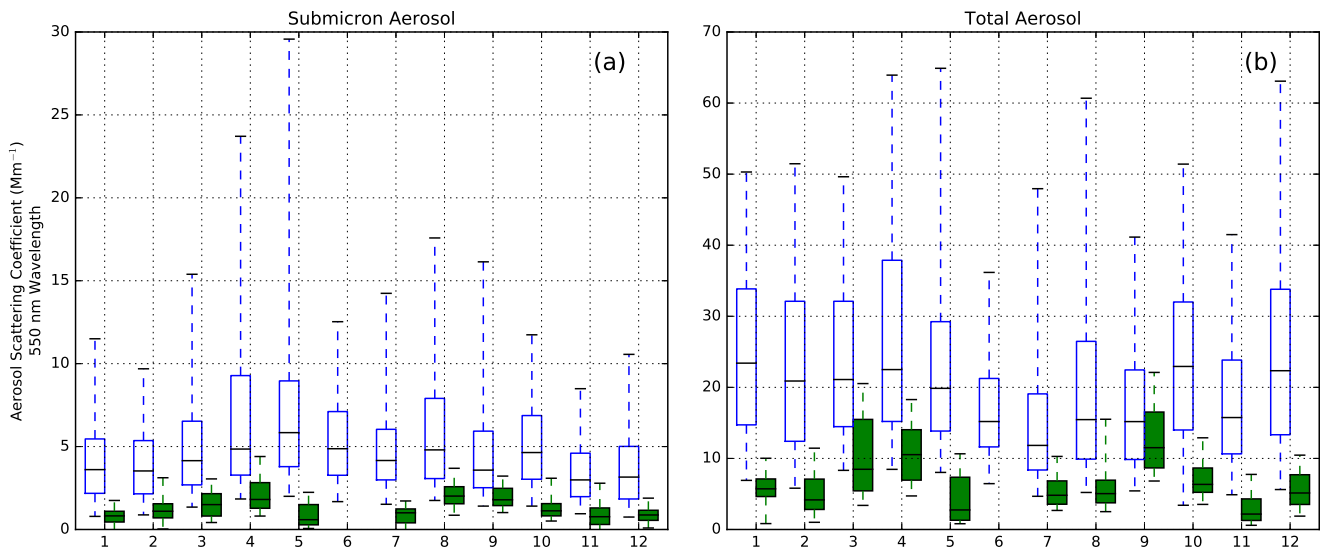 Submicron Aerosol
Total Aerosol
(a)
(b)
Aerosol Scattering Coefficient (Mm⁻¹)
550 nm Wavelength
30
25
20
15
10
5
0
1 2 3 4 5 6 7 8 9 10 11 12
70
60
50
40
30
20
10
0
1 2 3 4 5 6 7 8 9 10 11 12